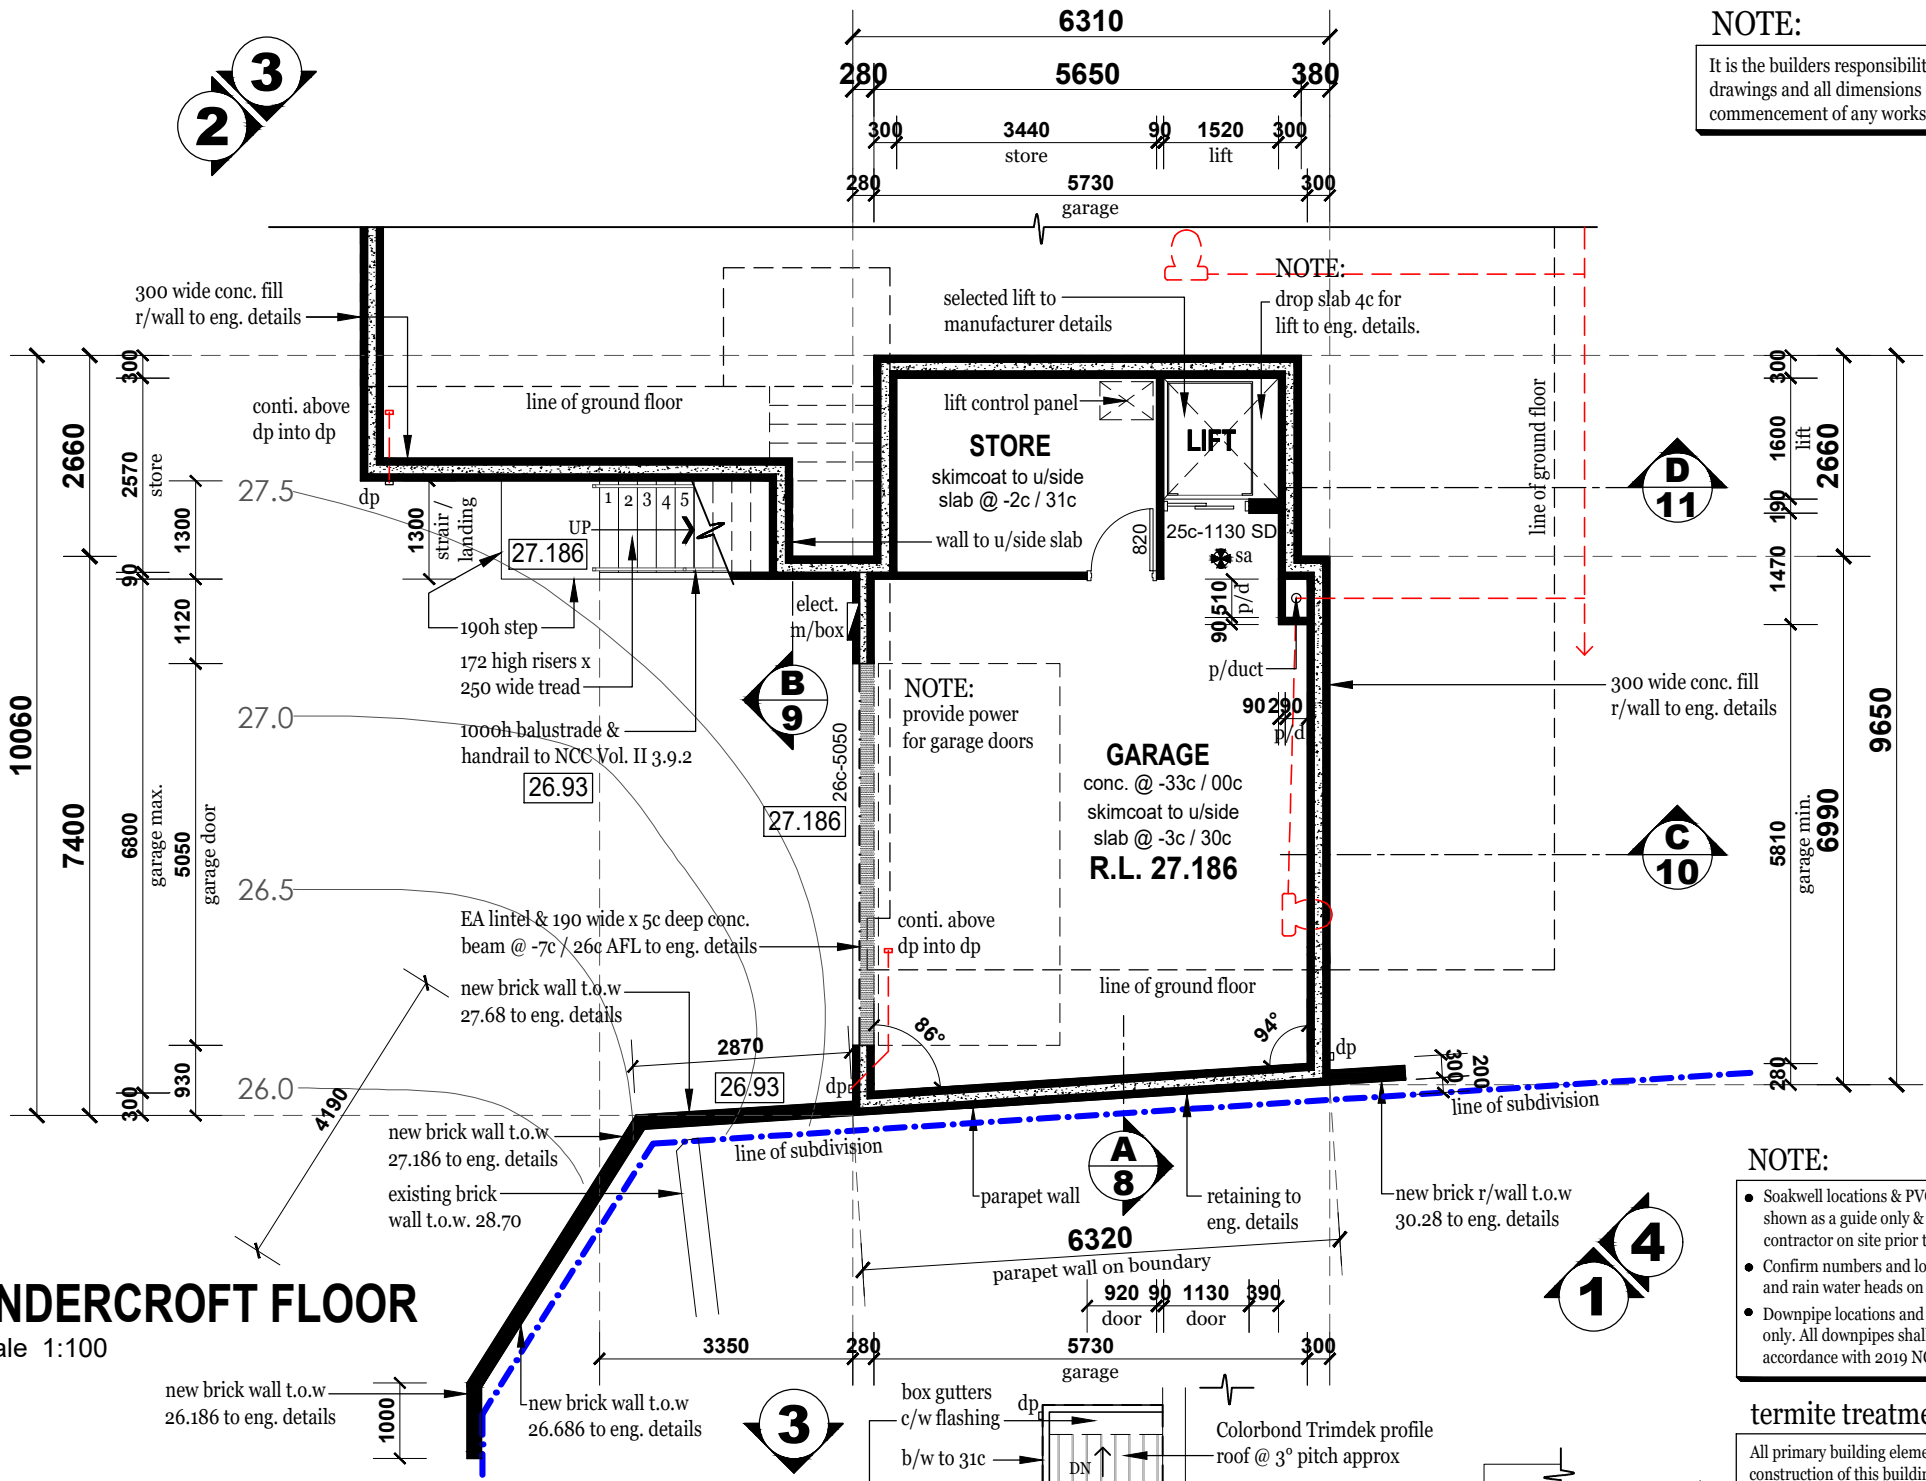 6310
280 5650 380
300 3440 90 1520 300
store lift
280 5730 300
garage
3
2
NOTE:
It is the builders responsibilit
drawings and all dimensions
commencement of any works
300 wide conc. fill
r/wall to eng. details
selected lift to
manufacturer details
NOTE:
drop slab 4c for
lift to eng. details.
conti. above
dp into dp
line of ground floor
lift control panel
STORE
skimcoat to u/side
slab @ -2c / 31c
LIFT
line of ground floor
D
11
300
2660
2570
store
1300
10060
90
1120
7400
6800
garage max.
5050
garage door
300
930
27.5
27.0
26.5
26.0
dp
1300
strair /
landing
1 2 3 4 5
UP
27.186
wall to u/side slab
820
25c-1130 SD
sa
510
p/d
90
190h step
elect.
m/box
172 high risers x
250 wide tread
B
9
NOTE:
provide power
for garage doors
p/duct
90 290
p/d
300 wide conc. fill
r/wall to eng. details
1000h balustrade &
handrail to NCC Vol. II 3.9.2
26.93
26c-5050
27.186
GARAGE
conc. @ -33c / 00c
skimcoat to u/side
slab @ -3c / 30c
R.L. 27.186
C
10
300
1600
lift
2660
190
1470
9650
5810
garage min.
6990
280
EA lintel & 190 wide x 5c deep conc.
beam @ -7c / 26c AFL to eng. details
conti. above
dp into dp
new brick wall t.o.w
27.68 to eng. details
line of ground floor
86°
94°
2870
26.93
dp
dp
300
200
4190
line of subdivision
line of subdivision
new brick wall t.o.w
27.186 to eng. details
existing brick
wall t.o.w. 28.70
A
8
parapet wall
retaining to
eng. details
new brick r/wall t.o.w
30.28 to eng. details
6320
parapet wall on boundary
920 90 1130 390
door door
3350 280 5730 300
garage
4
1
NOTE:
● Soakwell locations & PV
shown as a guide only &
contractor on site prior t
● Confirm numbers and lo
and rain water heads on
● Downpipe locations and
only. All downpipes shal
accordance with 2019 N
NDERCROFT FLOOR
ale 1:100
new brick wall t.o.w
26.186 to eng. details
1000
new brick wall t.o.w
26.686 to eng. details
3
box gutters
c/w flashing
b/w to 31c
dp
DN
Colorbond Trimdek profile
roof @ 3° pitch approx
termite treatme
All primary building eleme
construction of this buildin